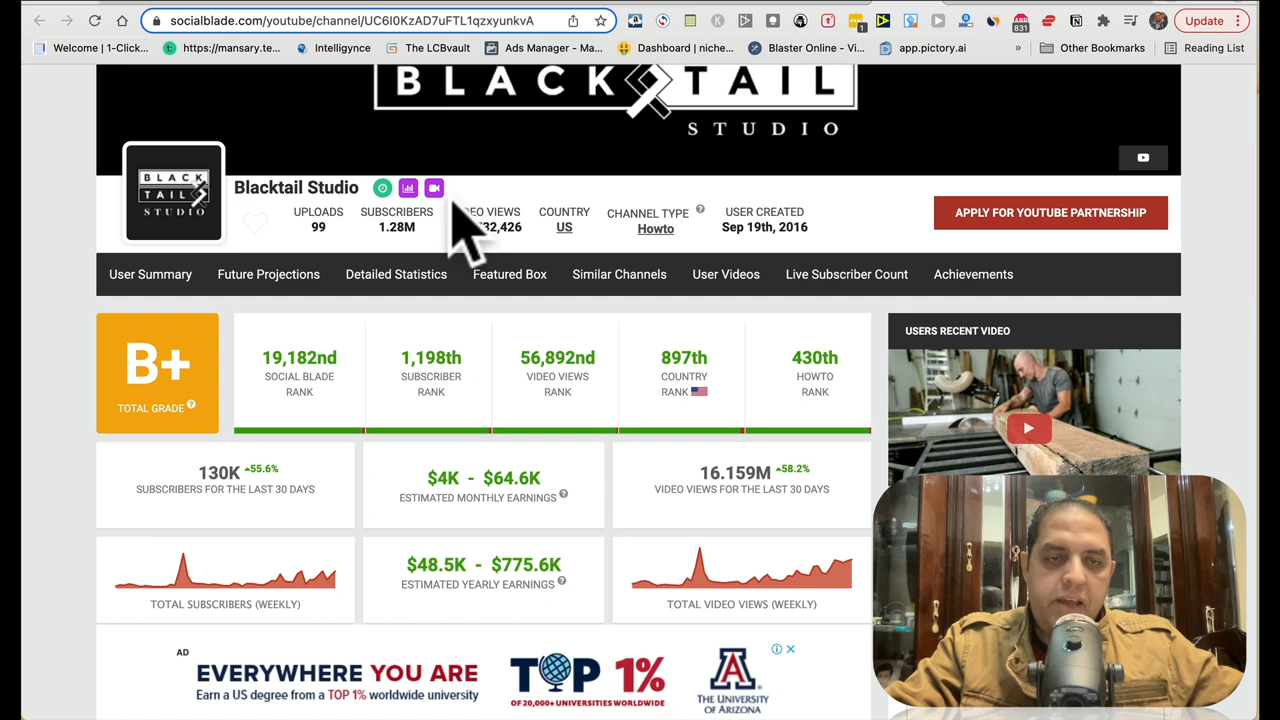 socialblade.com/youtube/channel/UC6I0KzAD7uFTL1qzxyunkvA
Update
831
1
Welcome | 1-Click...
https://mansary.te...
Intelligynce
The LCBvault
Ads Manager - Ma...
Dashboard | niche...
Blaster Online - Vi...
app.pictory.ai
»
Other Bookmarks
Reading List
BLACKTAIL
STUDIO
BLACK
TAIL
STUDIO
Blacktail Studio
UPLOADS
99
SUBSCRIBERS
1.28M
EO VIEWS
32,426
COUNTRY
US
CHANNEL TYPE
Howto
USER CREATED
Sep 19th, 2016
APPLY FOR YOUTUBE PARTNERSHIP
User Summary
Future Projections
Detailed Statistics
Featured Box
Similar Channels
User Videos
Live Subscriber Count
Achievements
B+
TOTAL GRADE
19,182nd
SOCIAL BLADE
RANK
1,198th
SUBSCRIBER
RANK
56,892nd
VIDEO VIEWS
RANK
897th
COUNTRY
RANK
430th
HOWTO
RANK
USERS RECENT VIDEO
130K 55.6%
SUBSCRIBERS FOR THE LAST 30 DAYS
$4K - $64.6K
ESTIMATED MONTHLY EARNINGS
16.159M 58.2%
VIDEO VIEWS FOR THE LAST 30 DAYS
TOTAL SUBSCRIBERS (WEEKLY)
$48.5K - $775.6K
ESTIMATED YEARLY EARNINGS
TOTAL VIDEO VIEWS (WEEKLY)
AD
EVERYWHERE YOU ARE
Earn a US degree from a TOP 1% worldwide university
TOP 1%
OF 20,000+ UNIVERSITIES WORLDWIDE
A
THE UNIVERSITY
OF ARIZONA